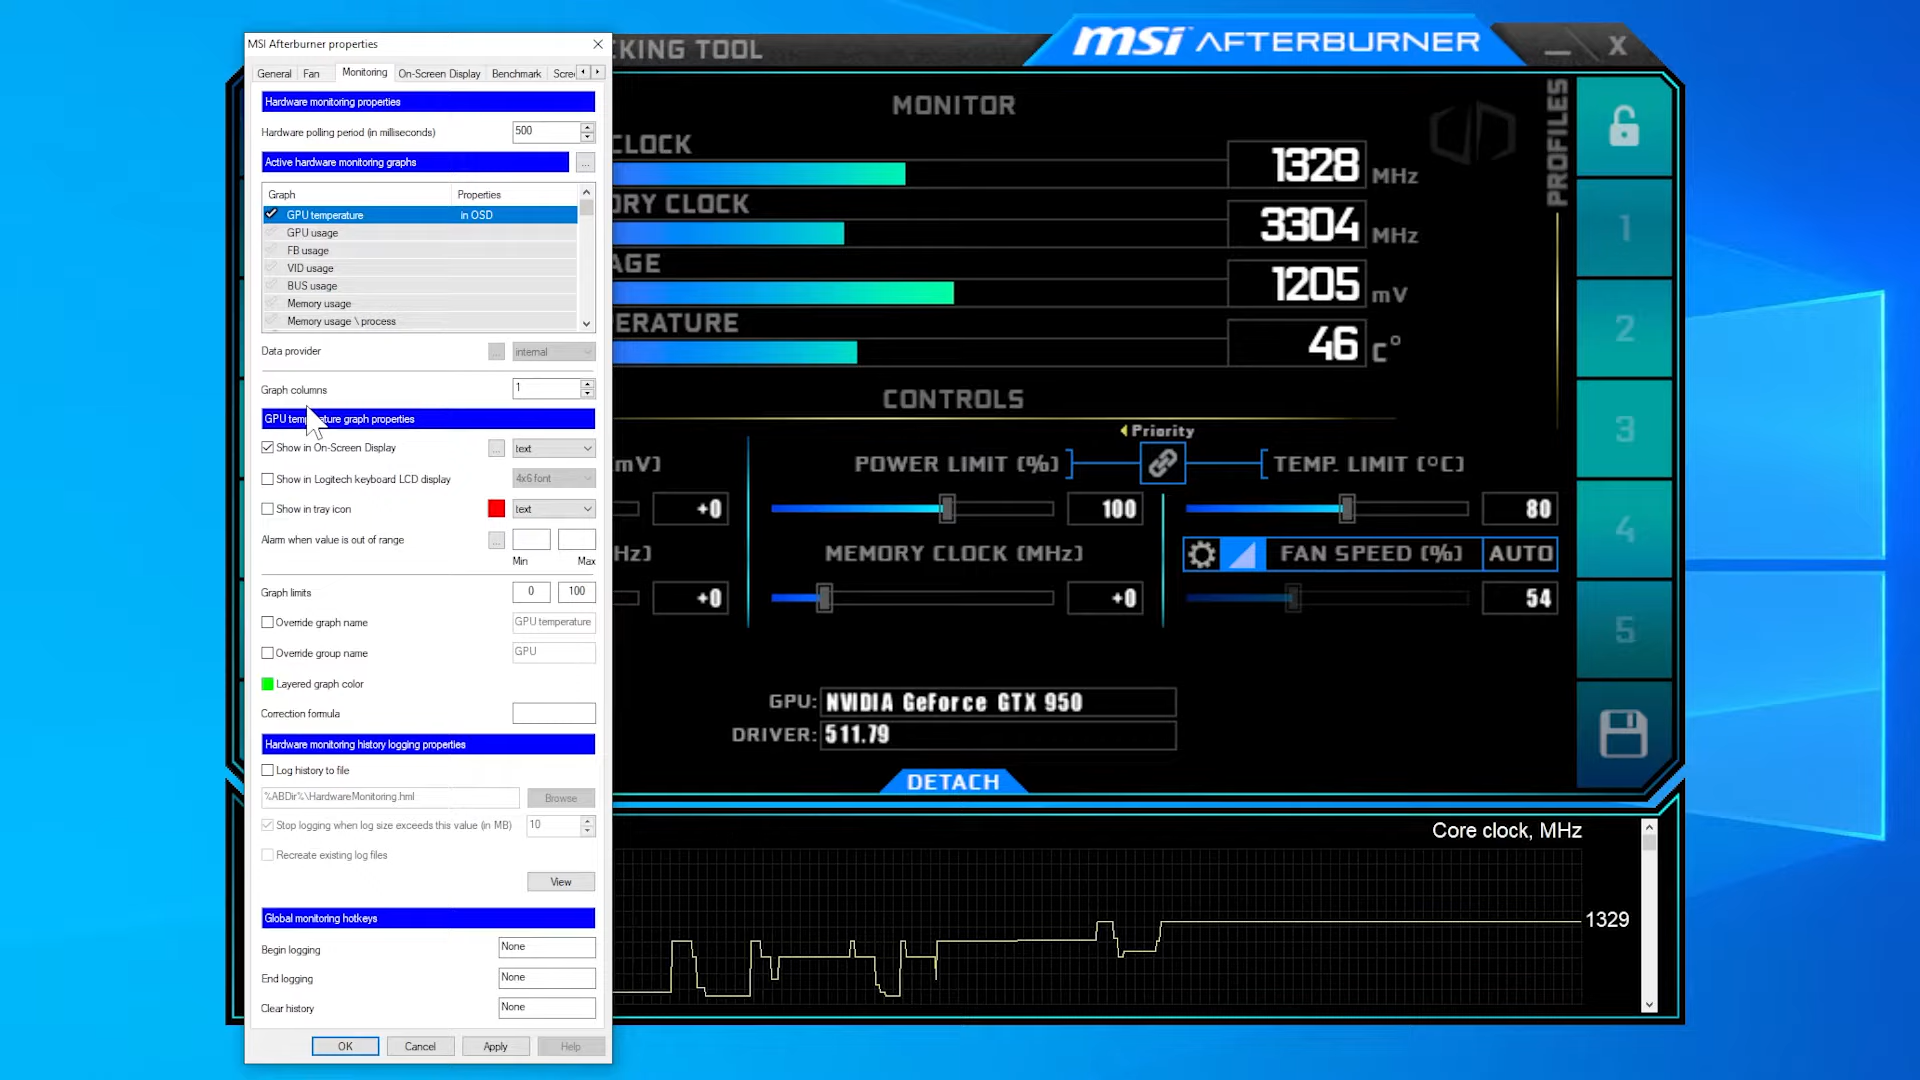 MSI Afterburner properties
General
Fan
Monitoring
On-Screen Display
Benchmark
Hardware monitoring properties
Hardware polling period (in milliseconds)
500
Active hardware monitoring graphs
...
Graph
Properties
GPU temperature
in OSD
GPU usage
FB usage
VID usage
BUS usage
Memory usage
Memory usage \ process
Data provider
...
internal
Graph columns
1
GPU temperature graph properties
Show in On-Screen Display
...
text
Show in Logitech keyboard LCD display
4x6 font
Show in tray icon
text
Alarm when value is out of range
...
Min
Max
Graph limits
0
100
Override graph name
GPU temperature
Override group name
GPU
Layered graph color
Correction formula
Hardware monitoring history logging properties
Log history to file
%ABDir%\HardwareMonitoring.hml
Browse
Stop logging when log size exceeds this value (in MB)
10
Recreate existing log files
View
Global monitoring hotkeys
Begin logging
None
End logging
None
Clear history
None
OK
Cancel
Apply
Help
TOOL
msi AFTERBURNER
X
MONITOR
CLOCK
1328
MHz
CLOCK
3304
MHz
1205
mV
46
C°
PROFILES
1
2
3
4
5
CONTROLS
Priority
mV)
+0
POWER LIMIT (%)
100
TEMP. LIMIT (°C)
80
Hz)
+0
MEMORY CLOCK (MHz)
+0
FAN SPEED (%)
AUTO
54
GPU:
NVIDIA GeForce GTX 950
DRIVER:
511.79
DETACH
Core clock, MHz
1329